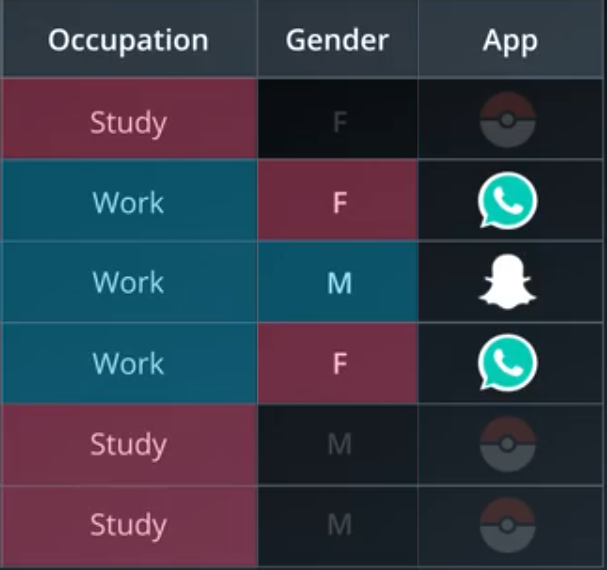 Occupation Gender App
Study F
Work F
Work M
Work F
Study M
Study M